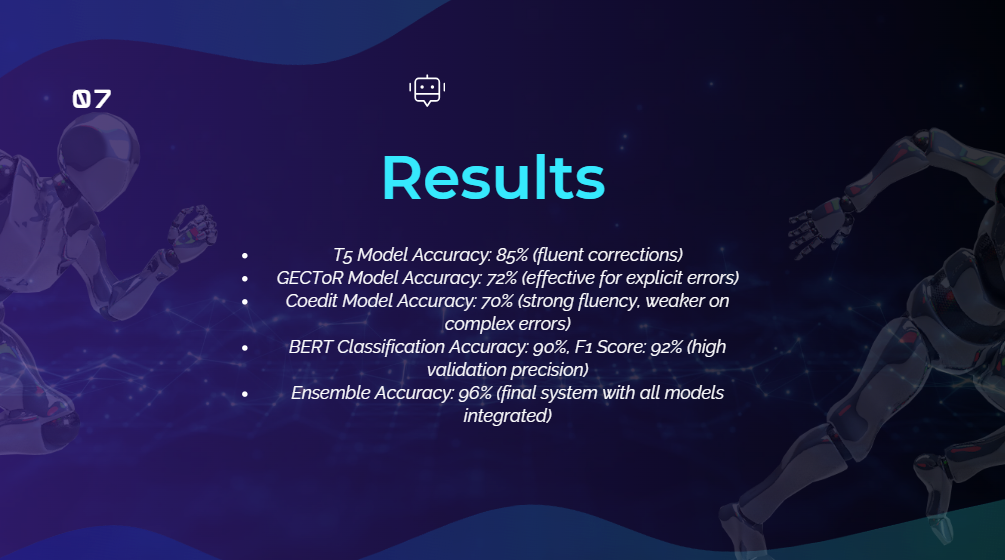 07
Results
• T5 Model Accuracy: 85% (fluent corrections)
• GECToR Model Accuracy: 72% (effective for explicit errors)
• Coedit Model Accuracy: 70% (strong fluency, weaker on
complex errors)
• BERT Classification Accuracy: 90%, F1 Score: 92% (high
validation precision)
• Ensemble Accuracy: 96% (final system with all models
integrated)